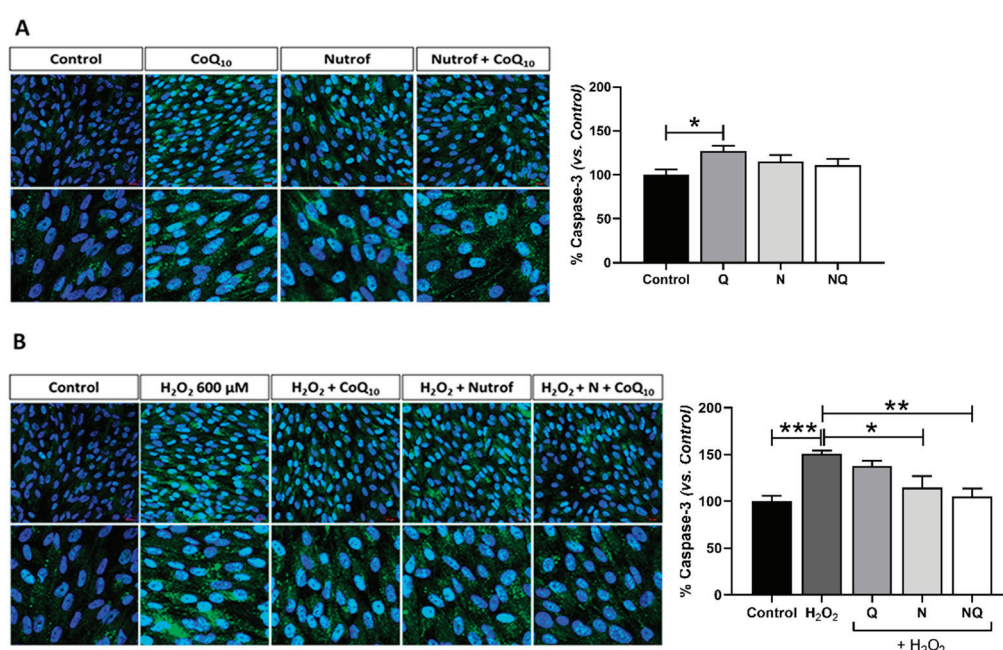 A
Control CoQ₁₀ Nutrof Nutrof + CoQ₁₀
% Caspase-3 (vs. Control)
200
150
100
50
0
*
Control Q N NQ
B
Control H₂O₂ 600 µM H₂O₂ + CoQ₁₀ H₂O₂ + Nutrof H₂O₂ + N + CoQ₁₀
% Caspase-3 (vs. Control)
200
150
100
50
0
**
*** *
Control H₂O₂ Q N NQ
+ H₂O₂